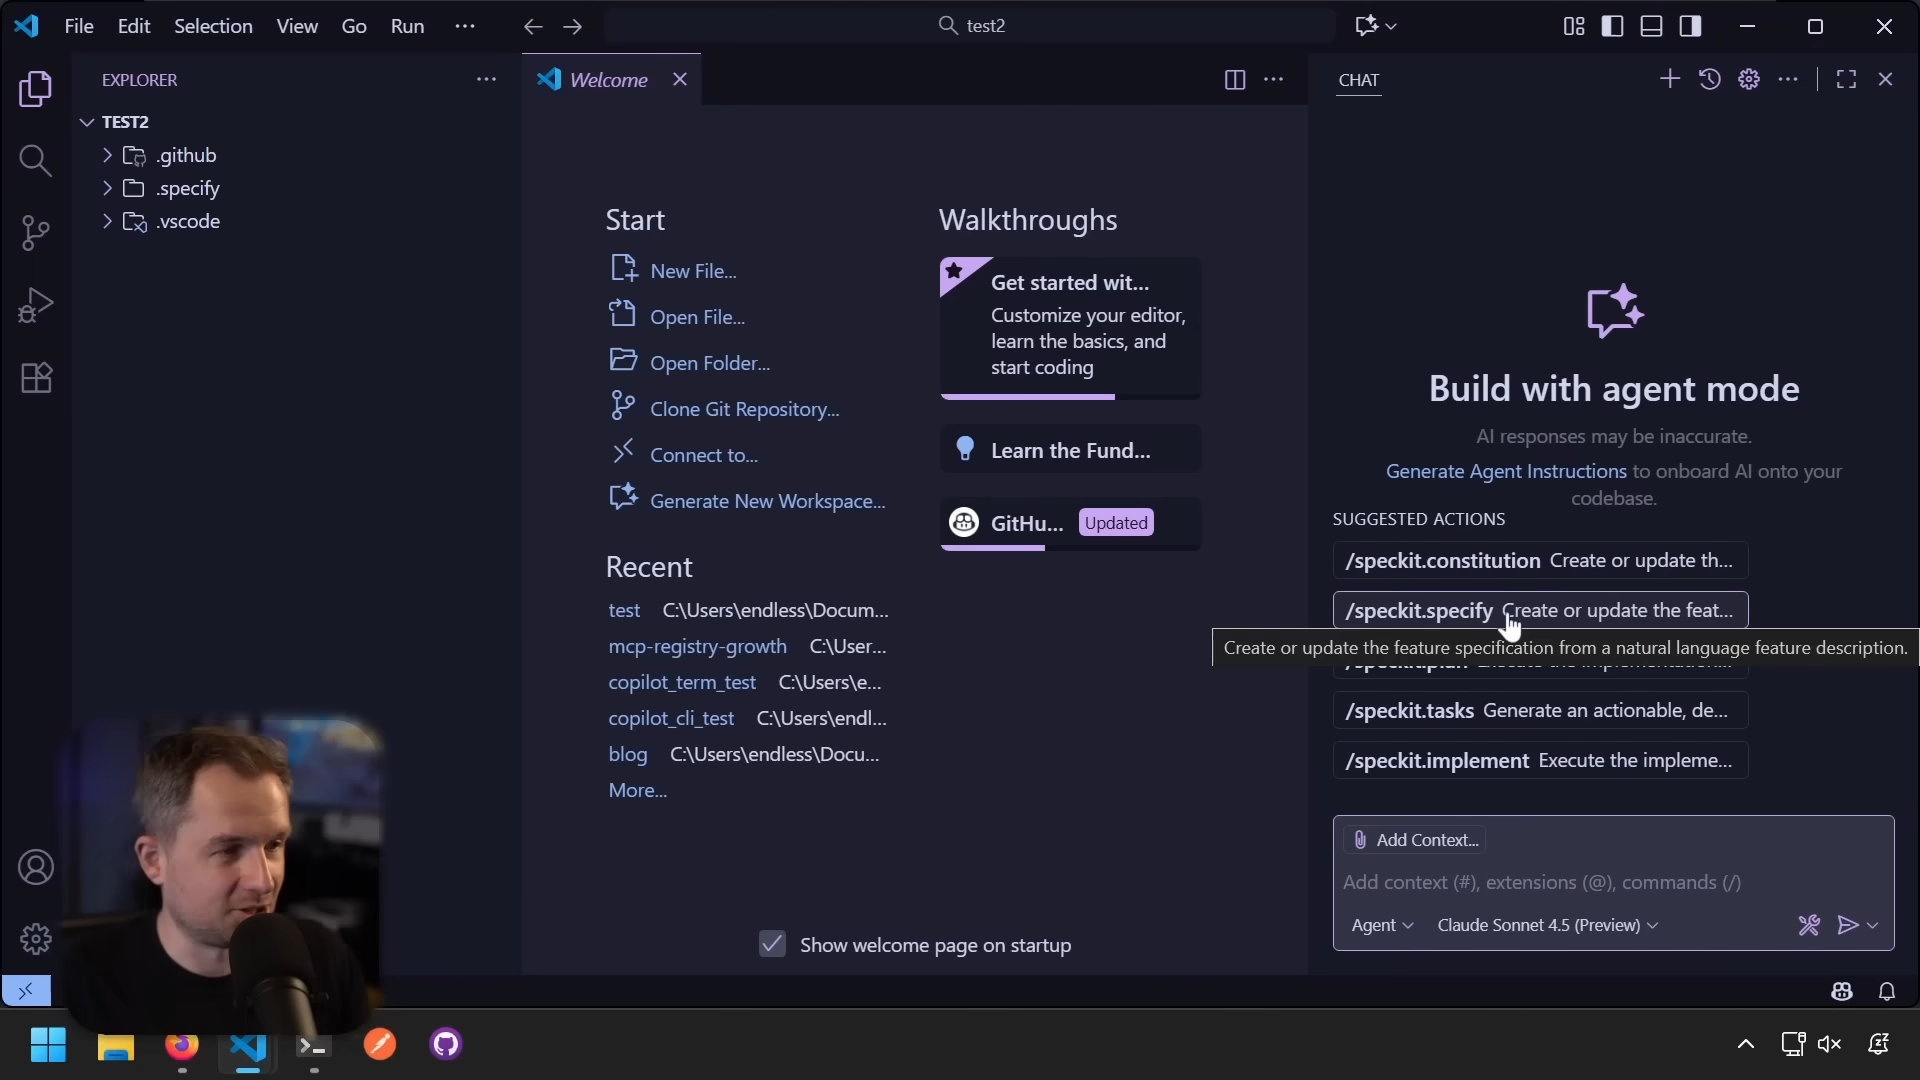 File Edit Selection View Go Run ···
test2
EXPLORER
TEST2
.github
.specify
.vscode
Welcome
Start
New File...
Open File...
Open Folder...
Clone Git Repository...
Connect to...
Generate New Workspace...
Recent
test C:\Users\endless\Docum...
mcp-registry-growth C:\User...
copilot_term_test C:\Users\e...
copilot_cli_test C:\Users\endl...
blog C:\Users\endless\Docu...
More...
Walkthroughs
Get started wit...
Customize your editor,
learn the basics, and
start coding
Learn the Fund...
GitHu... Updated
Show welcome page on startup
CHAT
Build with agent mode
AI responses may be inaccurate.
Generate Agent Instructions to onboard AI onto your
codebase.
SUGGESTED ACTIONS
/speckit.constitution Create or update th...
/speckit.specify Create or update the feat...
Create or update the feature specification from a natural language feature description.
/speckit.tasks Generate an actionable, de...
/speckit.implement Execute the impleme...
Add Context...
Add context (#), extensions (@), commands (/)
Agent Claude Sonnet 4.5 (Preview)